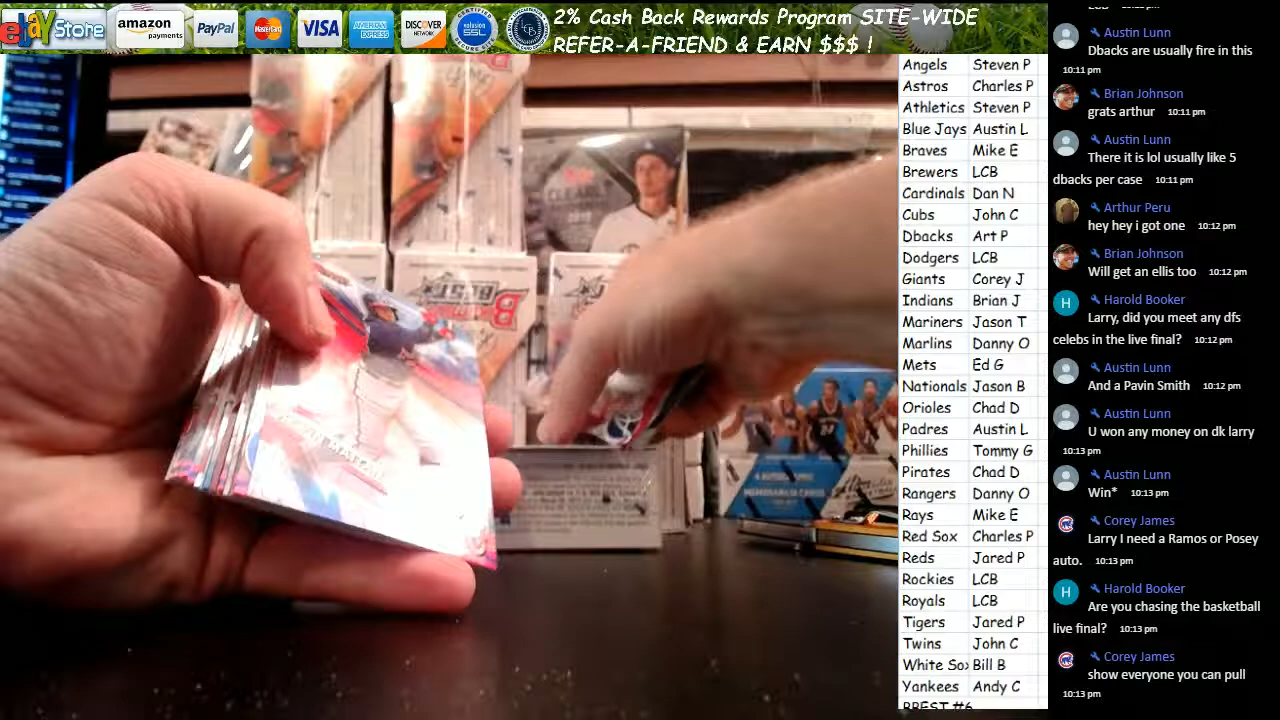 ebay Store
amazon
payments
PayPal
MasterCard
VISA
AMERICAN
EXPRESS
DISCOVER
NETWORK
2% Cash Back Rewards Program SITE-WIDE
REFER-A-FRIEND & EARN $$$ !
Angels Steven P
Astros Charles P
Athletics Steven P
Blue Jays Austin L
Braves Mike E
Brewers LCB
Cardinals Dan N
Cubs John C
Dbacks Art P
Dodgers LCB
Giants Corey J
Indians Brian J
Mariners Jason T
Marlins Danny O
Mets Ed G
Nationals Jason B
Orioles Chad D
Padres Austin L
Phillies Tommy G
Pirates Chad D
Rangers Danny O
Rays Mike E
Red Sox Charles P
Reds Jared P
Rockies LCB
Royals LCB
Tigers Jared P
Twins John C
White Sox Bill B
Yankees Andy C
BBEST #6
Austin Lunn
Dbacks are usually fire in this
10:11 pm
Brian Johnson
grats arthur 10:11 pm
Austin Lunn
There it is lol usually like 5
dbacks per case 10:11 pm
Arthur Peru
hey hey i got one 10:12 pm
Brian Johnson
Will get an ellis too 10:12 pm
H Harold Booker
Larry, did you meet any dfs
celebs in the live final? 10:12 pm
Austin Lunn
And a Pavin Smith 10:12 pm
Austin Lunn
U won any money on dk larry
10:13 pm
Austin Lunn
Win* 10:13 pm
Corey James
Larry I need a Ramos or Posey
auto. 10:13 pm
H Harold Booker
Are you chasing the basketball
live final? 10:13 pm
Corey James
show everyone you can pull
10:13 pm
BEST